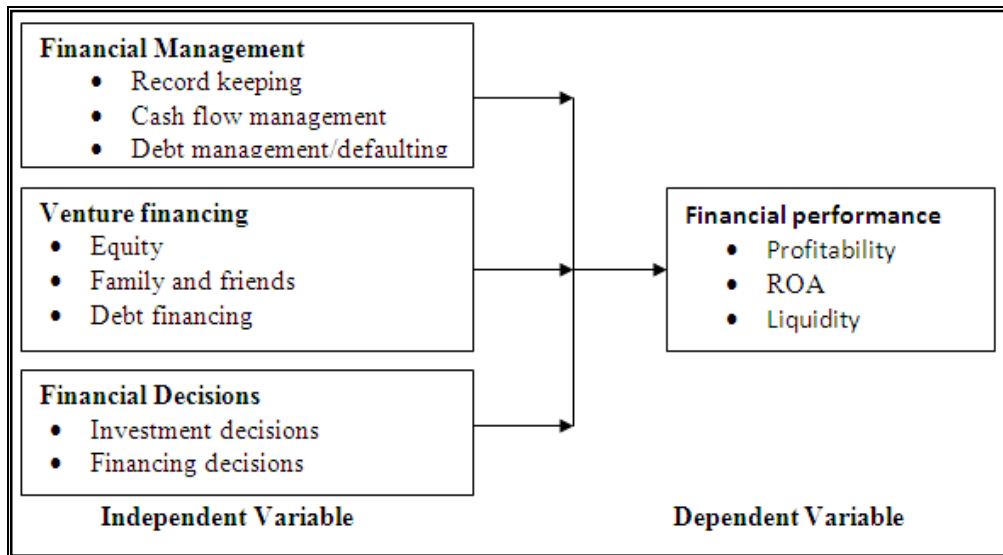 Financial Management
• Record keeping
• Cash flow management
• Debt management/defaulting
Venture financing
• Equity
• Family and friends
• Debt financing
Financial Decisions
• Investment decisions
• Financing decisions
Independent Variable
Financial performance
• Profitability
• ROA
• Liquidity
Dependent Variable